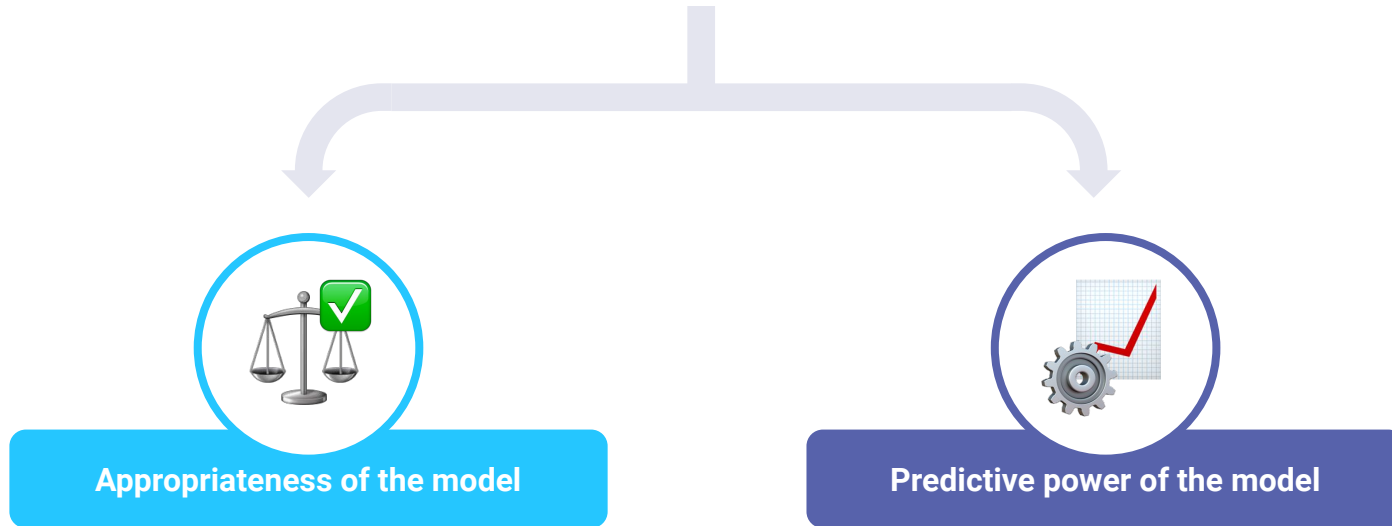 Appropriateness of the model
Predictive power of the model